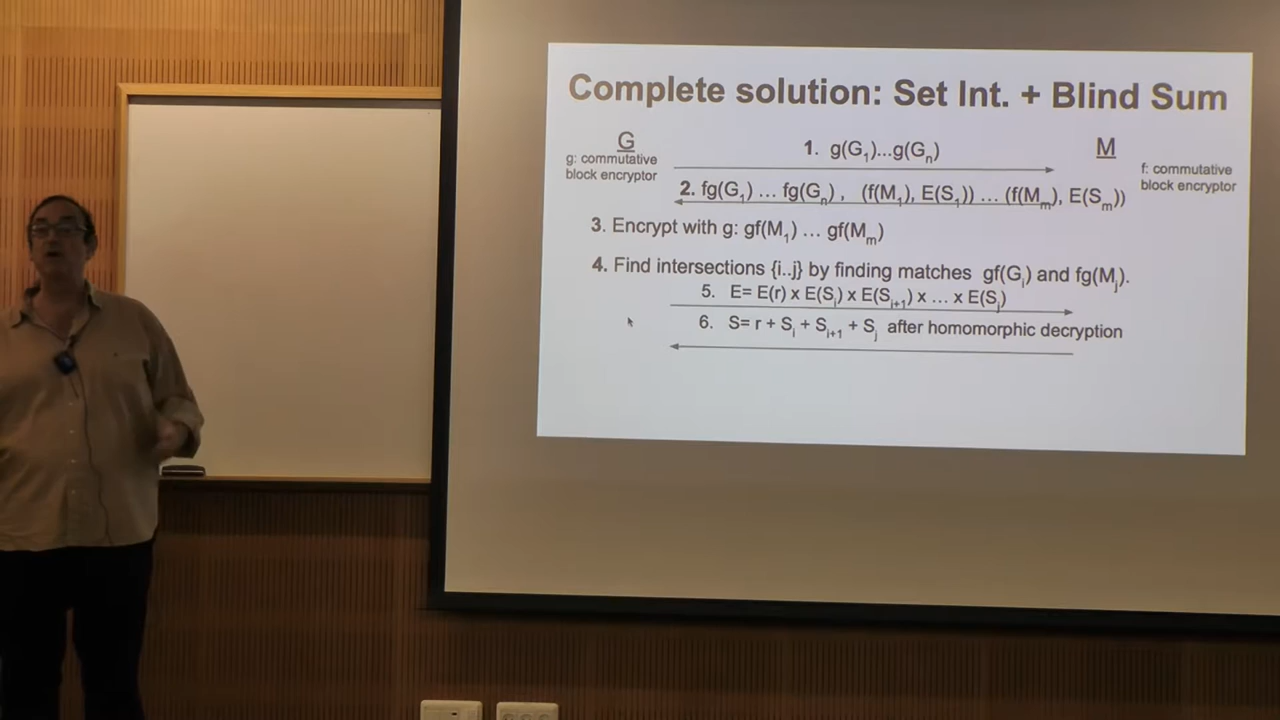 Complete solution: Set Int. + Blind Sum
G
g: commutative
block encryptor
1. g(G₁)...g(Gₙ)
M
f: commutative
block encryptor
2. fg(G₁) ... fg(Gₙ) , (f(M₁), E(S₁)) ... (f(Mₘ), E(Sₘ))
3. Encrypt with g: gf(M₁) ... gf(Mₘ)
4. Find intersections {i..j} by finding matches gf(Gᵢ) and fg(Mⱼ).
5. E= E(r) x E(Sᵢ) x E(Sᵢ₊₁) x ... x E(Sⱼ)
6. S= r + Sᵢ + Sᵢ₊₁ + Sⱼ after homomorphic decryption